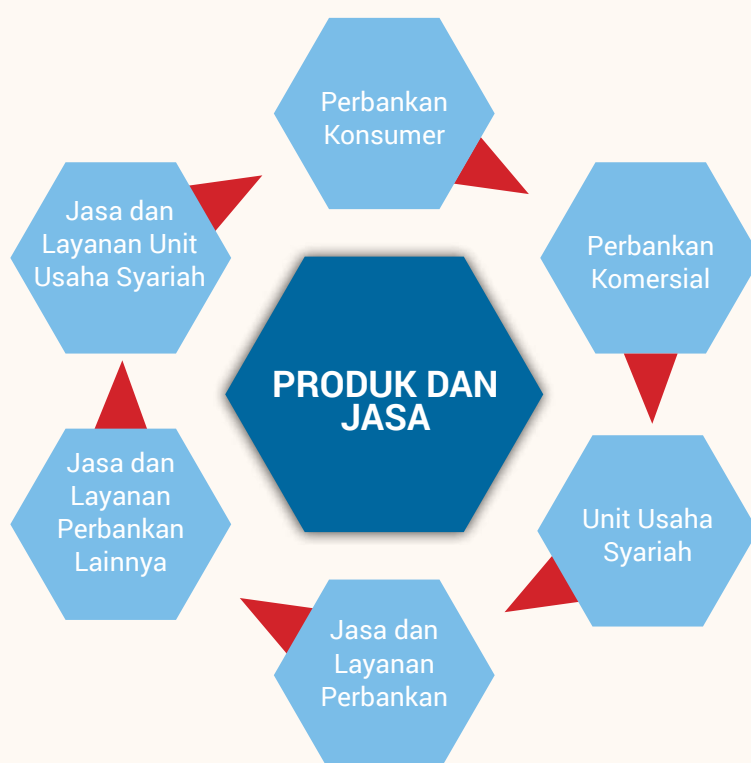 Perbankan
Konsumer
Perbankan
Komersial
Unit Usaha
Syariah
Jasa dan
Layanan
Perbankan
Jasa dan
Layanan
Perbankan
Lainnya
Jasa dan
Layanan Unit
Usaha Syariah
PRODUK DAN
JASA